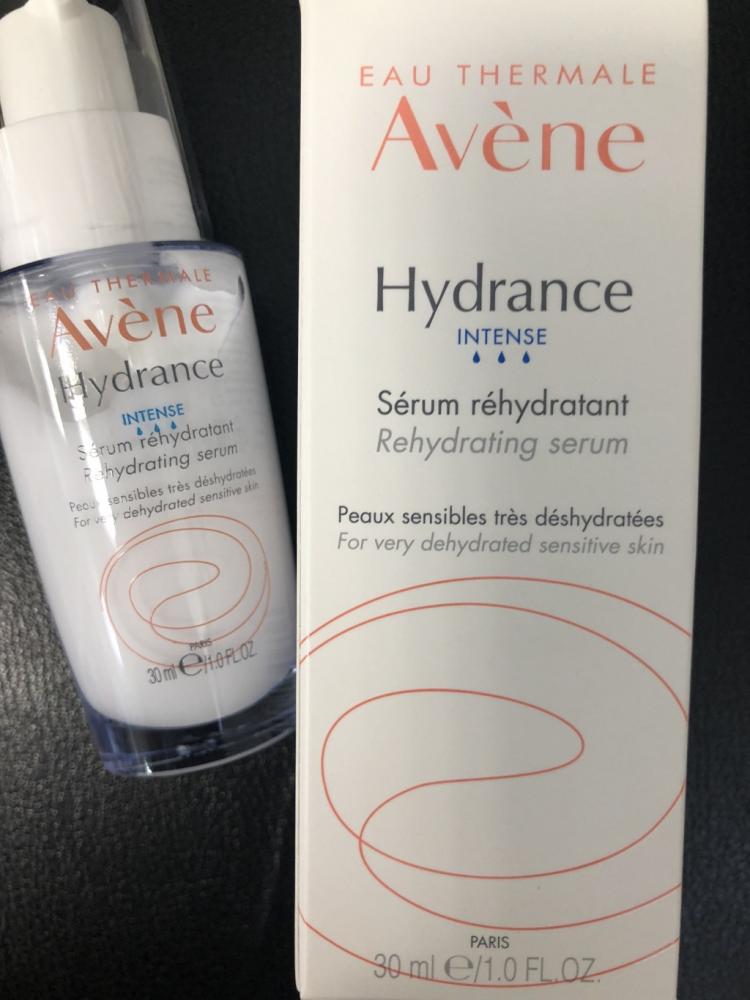 EAU THERMALE
Avène
Hydrance
INTENSE
Sérum réhydratant
Rehydrating serum
Peaux sensibles très déshydratées
For very dehydrated sensitive skin
PARIS
30 ml e/1.0 FL.OZ.
EAU THERMALE
Avène
Hydrance
INTENSE
Sérum réhydratant
Rehydrating serum
Peaux sensibles très déshydratées
For very dehydrated sensitive skin
PARIS
30 ml e/1.0 FL.OZ.